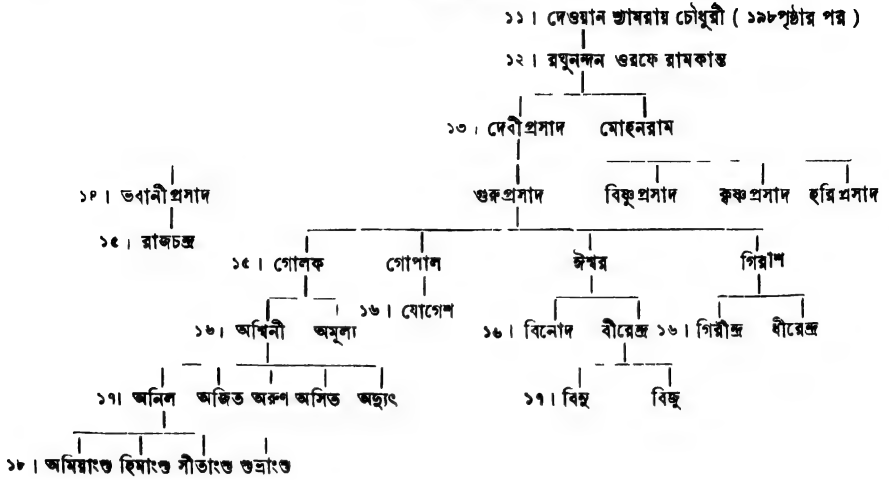 ১১। দেওয়ান শ্যামরায় চৌধুরী ( ১৯৮পৃষ্ঠার পর )
১২। রঘুনন্দন ওরফে রামকান্ত
১৩। দেবীপ্রসাদ মোহনরাম
১৪। ভবানীপ্রসাদ গুরুপ্রসাদ বিষ্ণুপ্রসাদ কৃষ্ণপ্রসাদ হরিপ্রসাদ
১৫। রাজচন্দ্র
১৫। গোলক গোপাল ঈশ্বর গিরীশ
১৬। অশ্বিনী অমূল্য ১৬। যোগেশ ১৬। বিনোদ বীরেন্দ্র ১৬। গিরীন্দ্র ধীরেন্দ্র
১৭। অনিল অজিত অরুণ অসিত অচ্যুৎ ১৭। বিমু বিজু
১৮। অমিয়াংশু হিমাংশু সীতাংশু শুভ্রাংশু